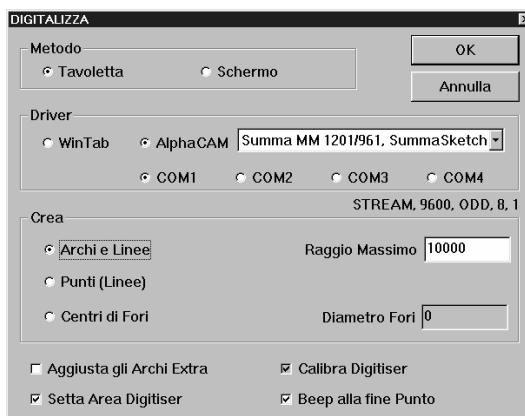 DIGITALIZZA
Metodo
Tavoletta
Schermo
OK
Annulla
Driver
WinTab
AlphaCAM
Summa MM 1201/961, SummaSketch
COM1
COM2
COM3
COM4
STREAM, 9600, ODD, 8, 1
Crea
Archi e Linee
Raggio Massimo
10000
Punti (Linee)
Centri di Fori
Diametro Fori
0
Aggiusta gli Archi Extra
Calibra Digitiser
Setta Area Digitiser
Beep alla fine Punto